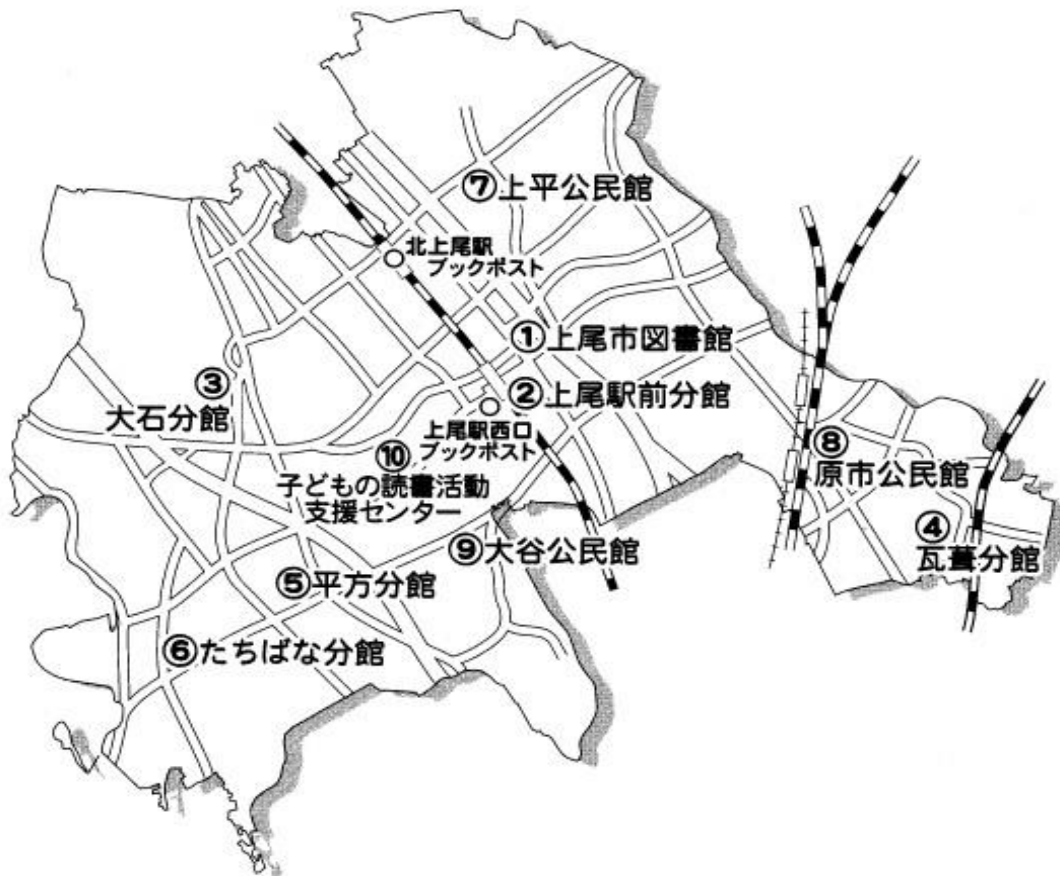 ⑦上平公民館
北上尾駅
ブックポスト
①上尾市図書館
③
大石分館
②上尾駅前分館
上尾駅西口
ブックポスト
⑩
子どもの読書活動
支援センター
⑧
原市公民館
④
瓦葺分館
⑨大谷公民館
⑤平方分館
⑥たちばな分館